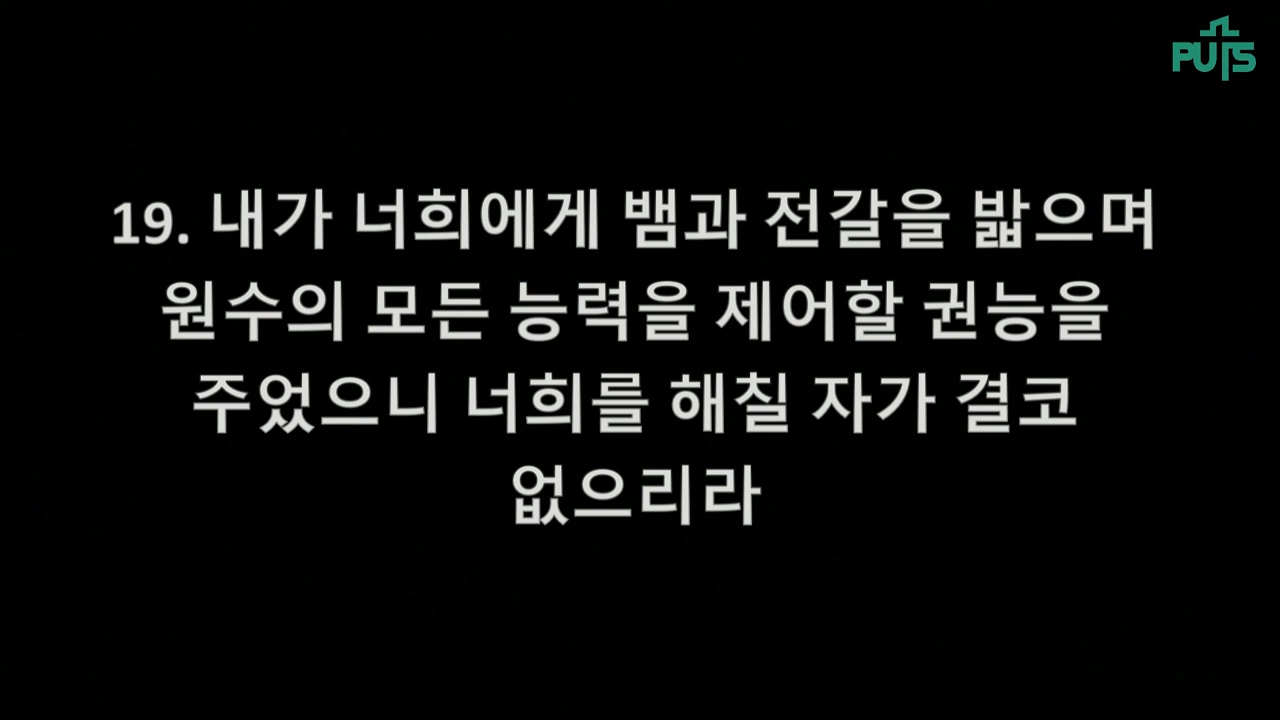 PUTS
19. 내가 너희에게 뱀과 전갈을 밟으며
원수의 모든 능력을 제어할 권능을
주었으니 너희를 해칠 자가 결코
없으리라